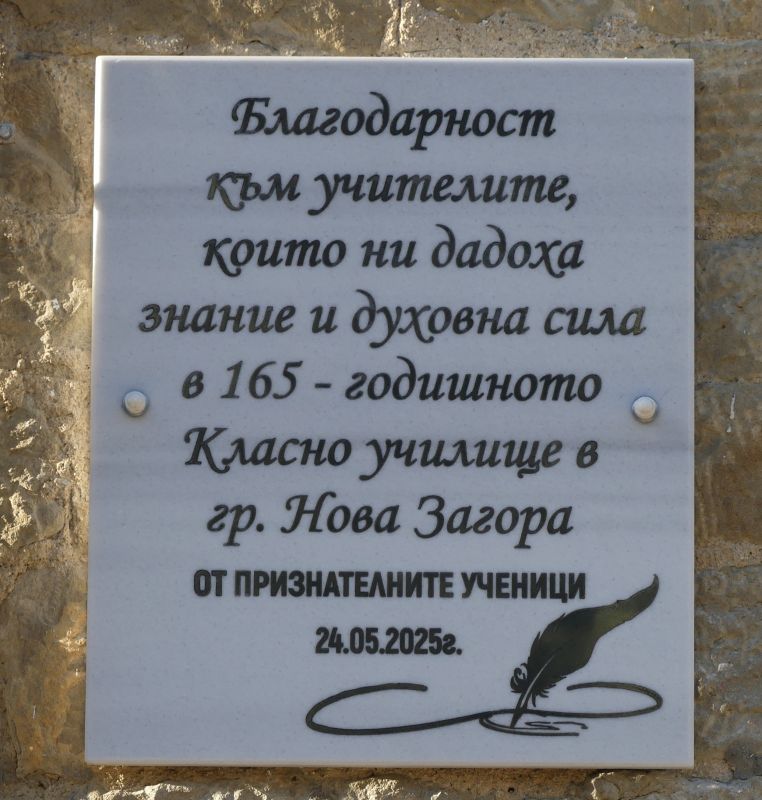 Благодарност
към учителите,
които ни дадоха
знание и духовна сила
в 165 - годишното
Класно училище в
гр. Нова Загора
ОТ ПРИЗНАТЕЛНИТЕ УЧЕНИЦИ
24.05.2025г.